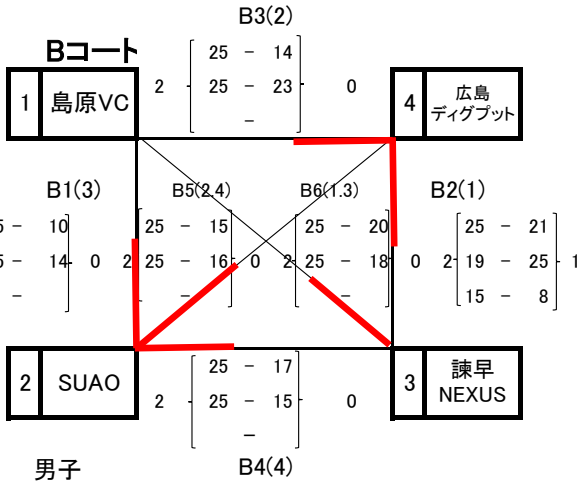 B3(2)
Bコート
1 島原VC
2
25 - 14
25 - 23
-
0
4
広島
ディグプット
B1(3)
B5(2.4)
B6(1.3)
B2(1)
5 - 10
5 - 14
-
0 2
25 - 15
25 - 16
-
0 2
25 - 20
25 - 18
-
0 2
25 - 21
19 - 25
15 - 8
1
2 SUAO
2
25 - 17
25 - 15
-
0
3
諫早
NEXUS
男子
B4(4)